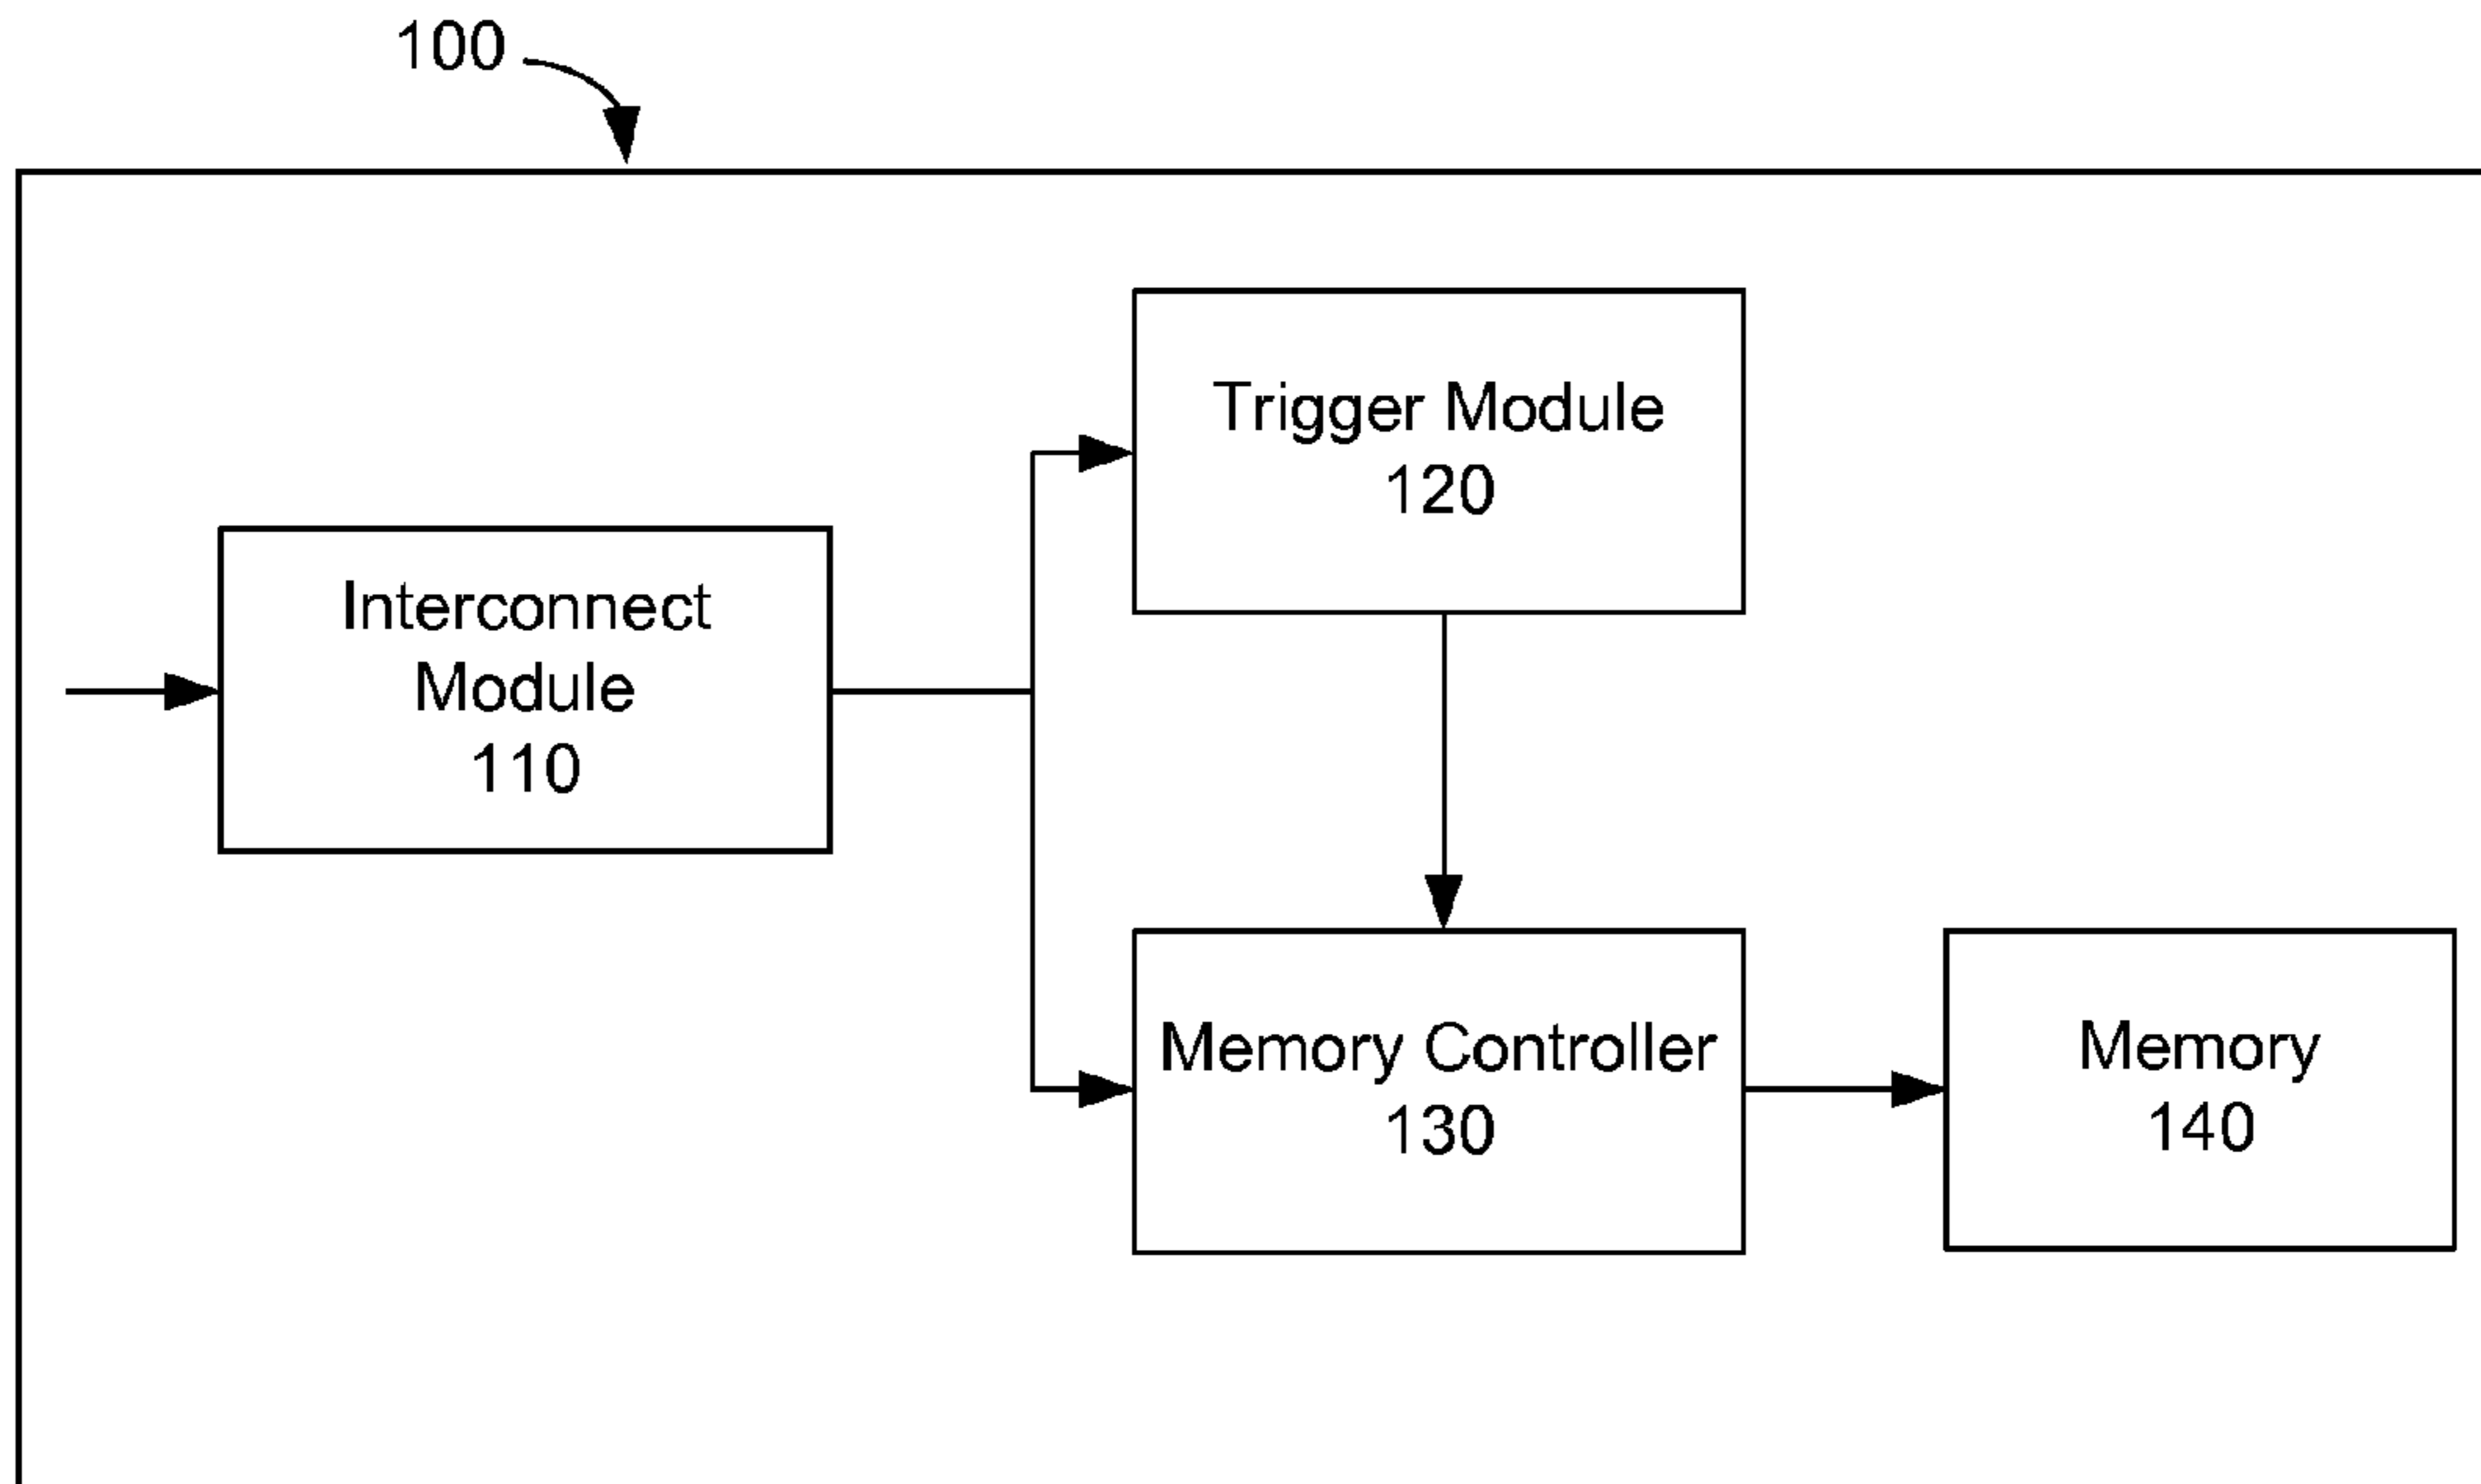 100
Trigger Module
120
Interconnect
Module
110
Memory Controller
130
Memory
140